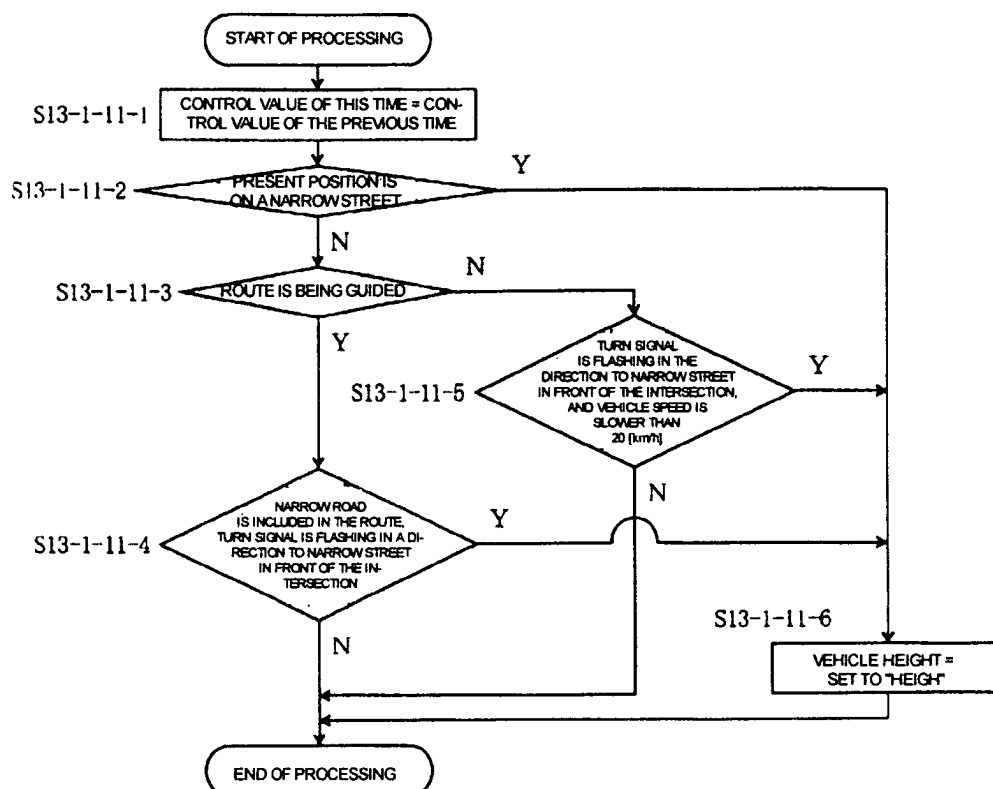 START OF PROCESSING
S13-1-11-1
CONTROL VALUE OF THIS TIME = CON-
TROL VALUE OF THE PREVIOUS TIME
S13-1-11-2
PRESENT POSITION IS
ON A NARROW STREET
Y
N
S13-1-11-3
ROUTE IS BEING GUIDED
N
Y
S13-1-11-5
TURN SIGNAL
IS FLASHING IN THE
DIRECTION TO NARROW STREET
IN FRONT OF THE INTERSECTION,
AND VEHICLE SPEED IS
SLOWER THAN
20 [km/h]
Y
N
S13-1-11-4
NARROW ROAD
IS INCLUDED IN THE ROUTE,
TURN SIGNAL IS FLASHING IN A DI-
RECTION TO NARROW STREET
IN FRONT OF THE IN-
TERSECTION
Y
N
S13-1-11-6
VEHICLE HEIGHT =
SET TO "HEIGH"
END OF PROCESSING